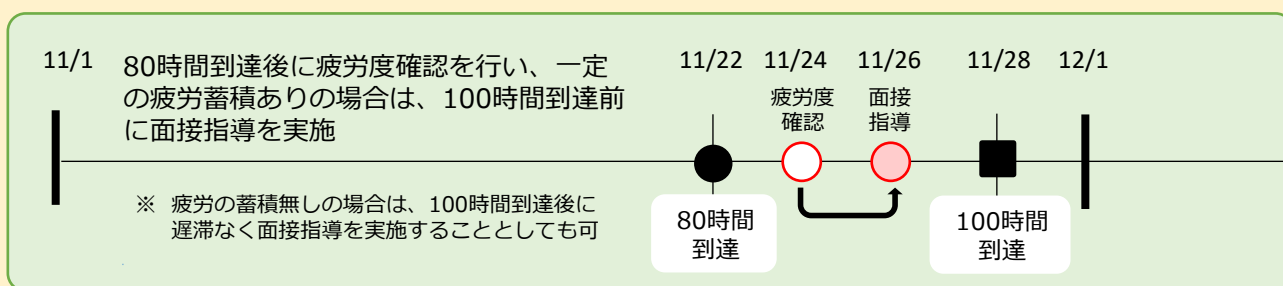 11/1
80時間到達後に疲労度確認を行い、一定
の疲労蓄積ありの場合は、100時間到達前
に面接指導を実施
※ 疲労の蓄積無しの場合は、100時間到達後に
遅滞なく面接指導を実施することとしても可
11/22
11/24
11/26
11/28
12/1
疲労度
確認
面接
指導
80時間
到達
100時間
到達